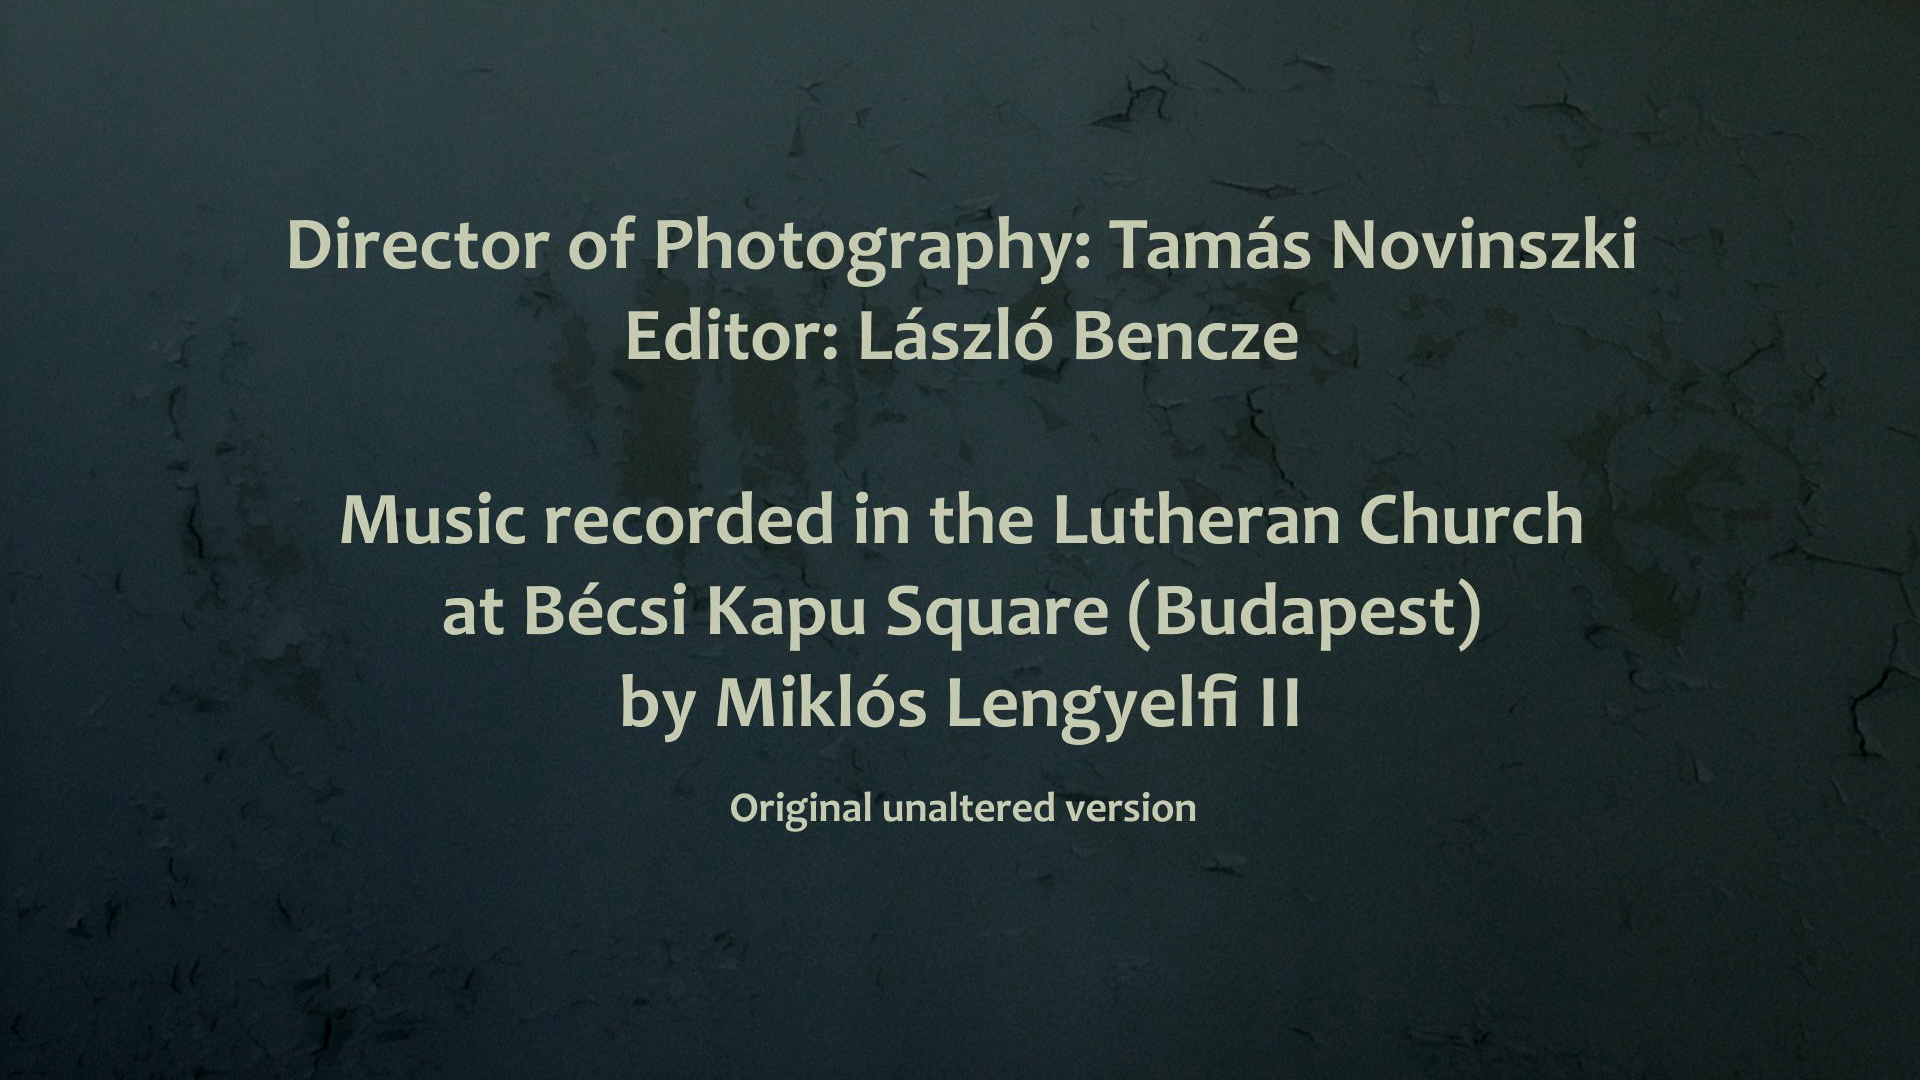 Director of Photography: Tamás Novinszki
Editor: László Bencze
Music recorded in the Lutheran Church
at Bécsi Kapu Square (Budapest)
by Miklós Lengyelfi II
Original unaltered version